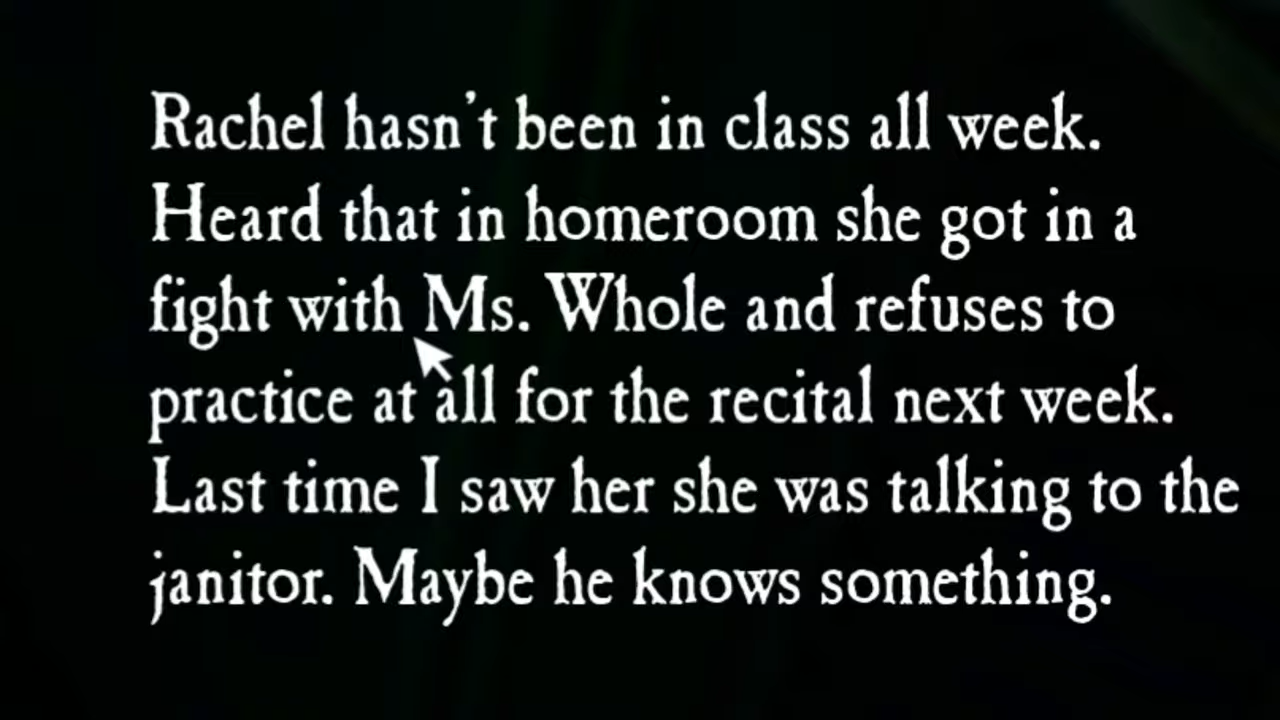 Rachel hasn't been in class all week.
Heard that in homeroom she got in a
fight with Ms. Whole and refuses to
practice at all for the recital next week.
Last time I saw her she was talking to the
janitor. Maybe he knows something.